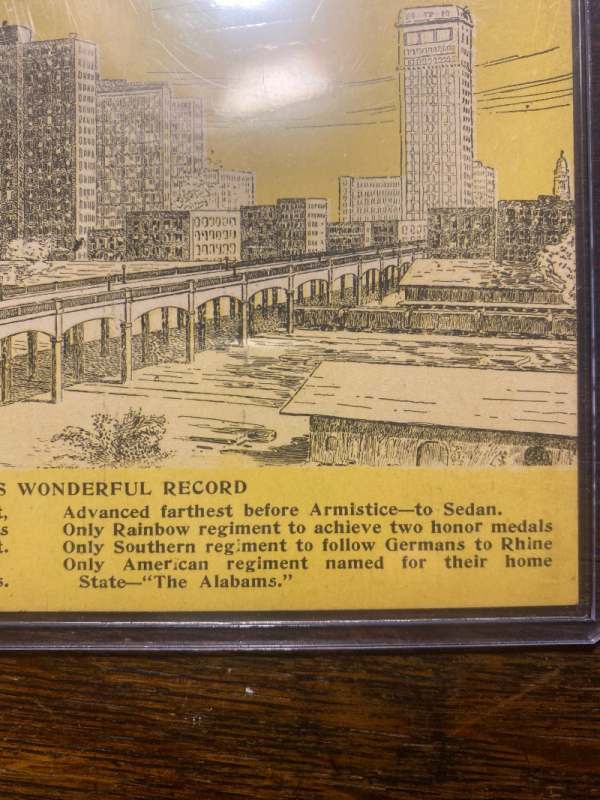 S WONDERFUL RECORD
t,
s
t.
s.
Advanced farthest before Armistice—to Sedan.
Only Rainbow regiment to achieve two honor medals
Only Southern regiment to follow Germans to Rhine
Only American regiment named for their home
State—“The Alabams.”